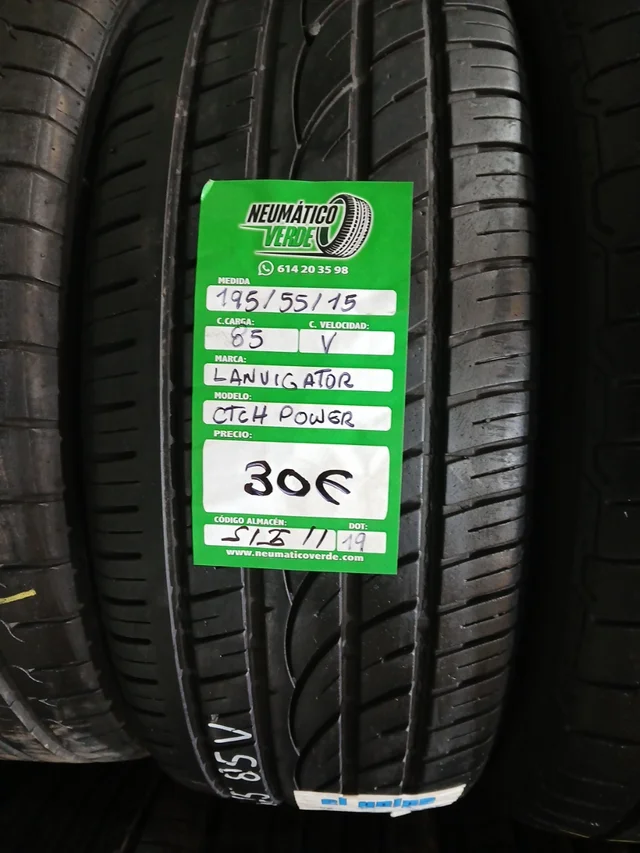 NEUMÁTICO
VERDE
614 20 35 98
MEDIDA
195/55/15
C.CARGA: C. VELOCIDAD:
85 V
MARCA:
LANVIGATOR
MODELO:
CTCH POWER
PRECIO:
30€
CÓDIGO ALMACÉN: DOT:
11 19
www.neumaticoverde.com
85V